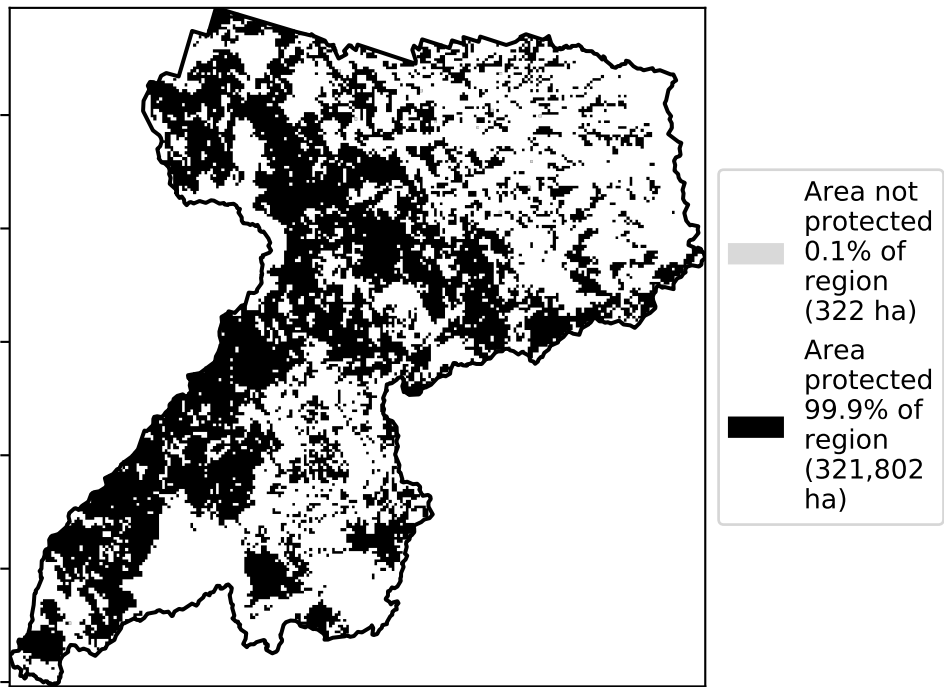 Area not
protected
0.1% of
region
(322 ha)
Area
protected
99.9% of
region
(321,802
ha)